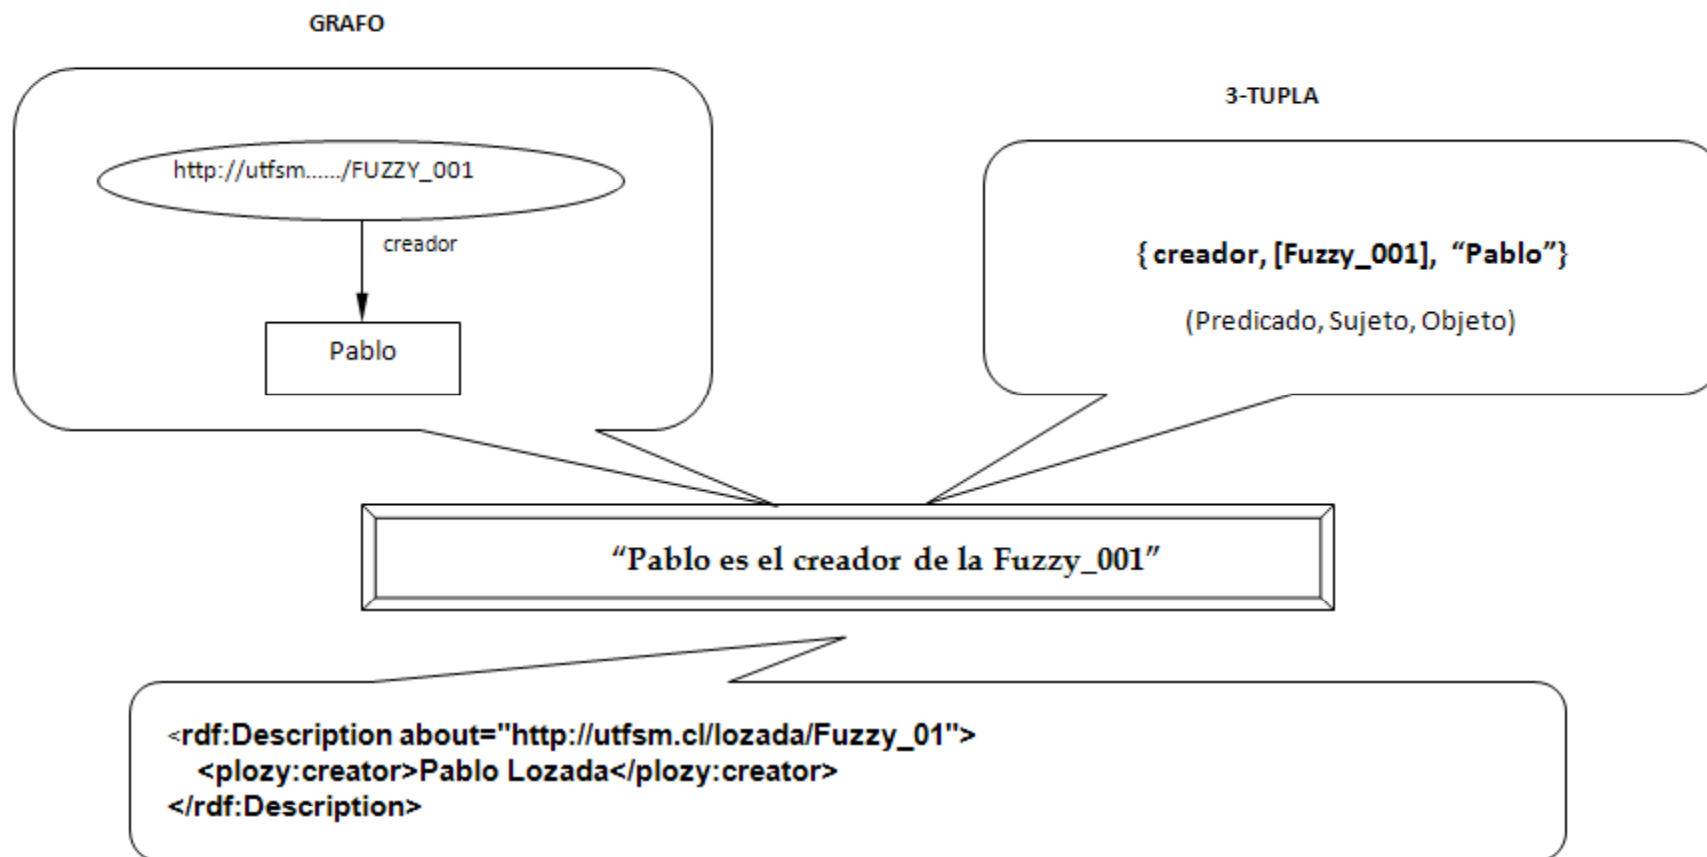 GRAFO
http://utfsm....../FUZZY_001
creador
Pablo
3-TUPLA
{ creador, [Fuzzy_001], “Pablo”}
(Predicado, Sujeto, Objeto)
“Pablo es el creador de la Fuzzy_001”
<rdf:Description about="http://utfsm.cl/lozada/Fuzzy_01">
<plozy:creator>Pablo Lozada</plozy:creator>
</rdf:Description>